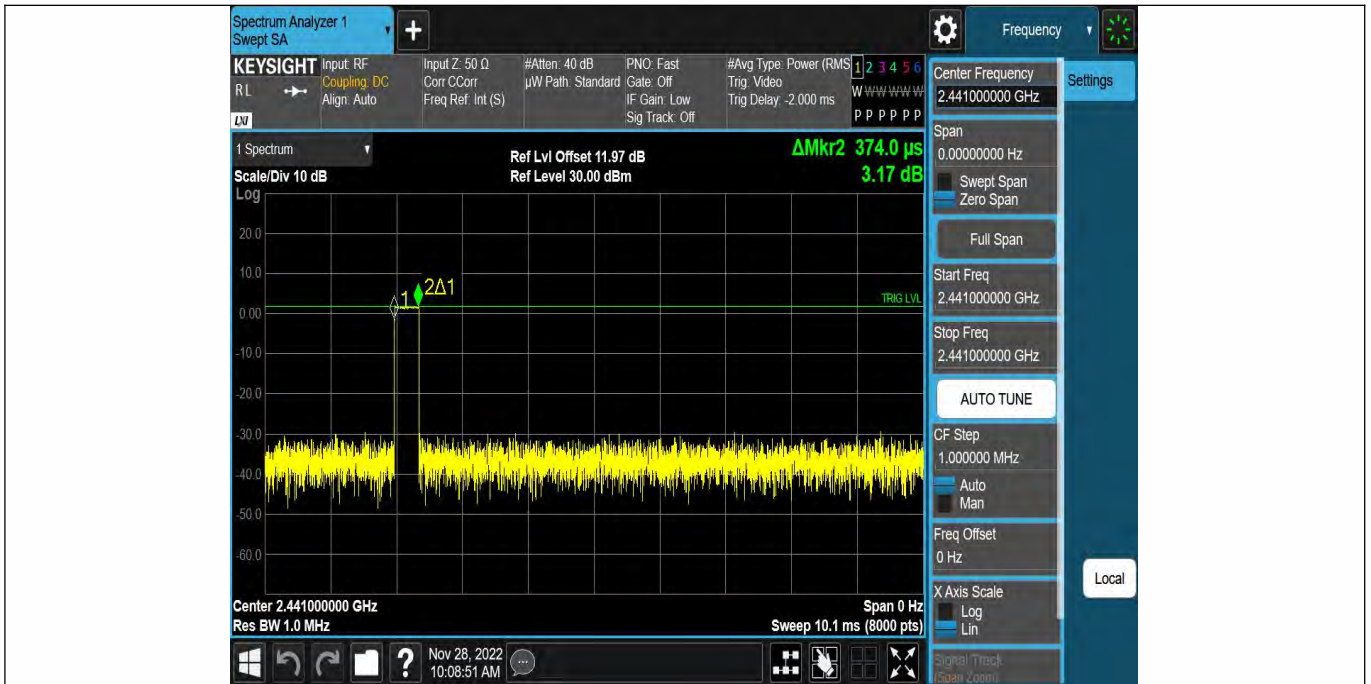 Spectrum Analyzer 1
Swept SA
+
Frequency
KEYSIGHT
RL
LXI
Input: RF
Coupling: DC
Align: Auto
Input Z: 50 Ω
Corr CCorr
Freq Ref: Int (S)
#Atten: 40 dB
µW Path: Standard
PNO: Fast
Gate: Off
IF Gain: Low
Sig Track: Off
#Avg Type: Power (RMS
Trig: Video
Trig Delay: -2.000 ms
1 2 3 4 5 6
W W W W W W
P P P P P P
Center Frequency
2.441000000 GHz
Settings
1 Spectrum
Scale/Div 10 dB
Ref Lvl Offset 11.97 dB
Ref Level 30.00 dBm
ΔMkr2 374.0 µs
3.17 dB
Log
20.0
10.0
0.00
-10.0
-20.0
-30.0
-40.0
-50.0
-60.0
1
2Δ1
TRIG LVL
Span
0.00000000 Hz
Swept Span
Zero Span
Full Span
Start Freq
2.441000000 GHz
Stop Freq
2.441000000 GHz
AUTO TUNE
CF Step
1.000000 MHz
Auto
Man
Freq Offset
0 Hz
X Axis Scale
Log
Lin
Signal Track
(Span Zoom)
Local
Center 2.441000000 GHz
Res BW 1.0 MHz
Span 0 Hz
Sweep 10.1 ms (8000 pts)
?
Nov 28, 2022
10:08:51 AM